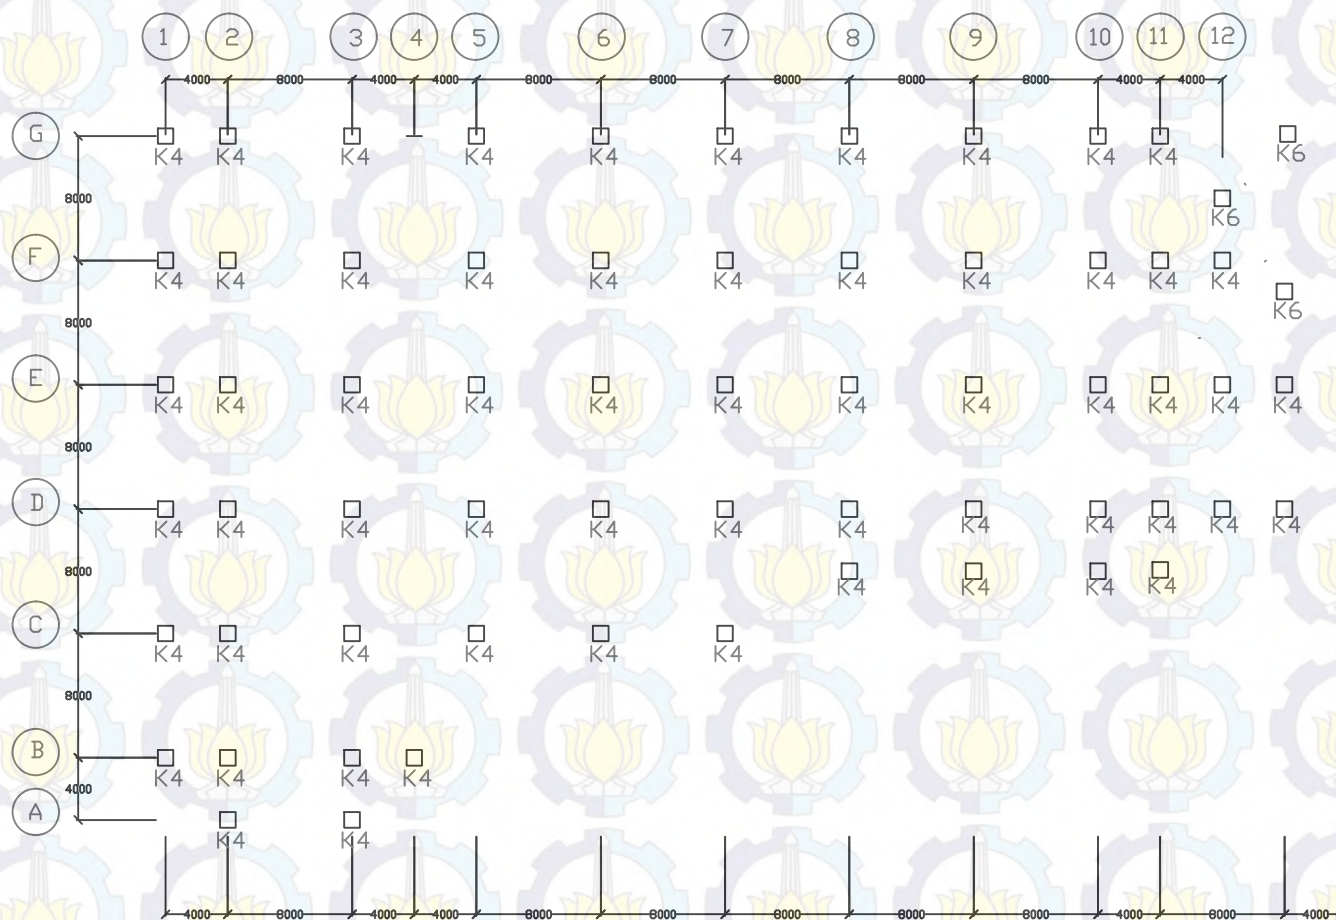 1 2 3 4 5 6 7 8 9 10 11 12
4000 8000 4000 4000 8000 8000 8000 8000 8000 4000 4000
G
K4 K4 K4 K4 K4 K4 K4 K4 K4 K4 K6
8000
K6
F
K4 K4 K4 K4 K4 K4 K4 K4 K4 K4 K4
K6
8000
E
K4 K4 K4 K4 K4 K4 K4 K4 K4 K4 K4 K4
8000
D
K4 K4 K4 K4 K4 K4 K4 K4 K4 K4 K4 K4
8000
K4 K4 K4 K4
C
K4 K4 K4 K4 K4 K4
8000
B
K4 K4 K4 K4
4000
A
K4 K4
4000 8000 4000 4000 8000 8000 8000 8000 8000 4000 8000 4000